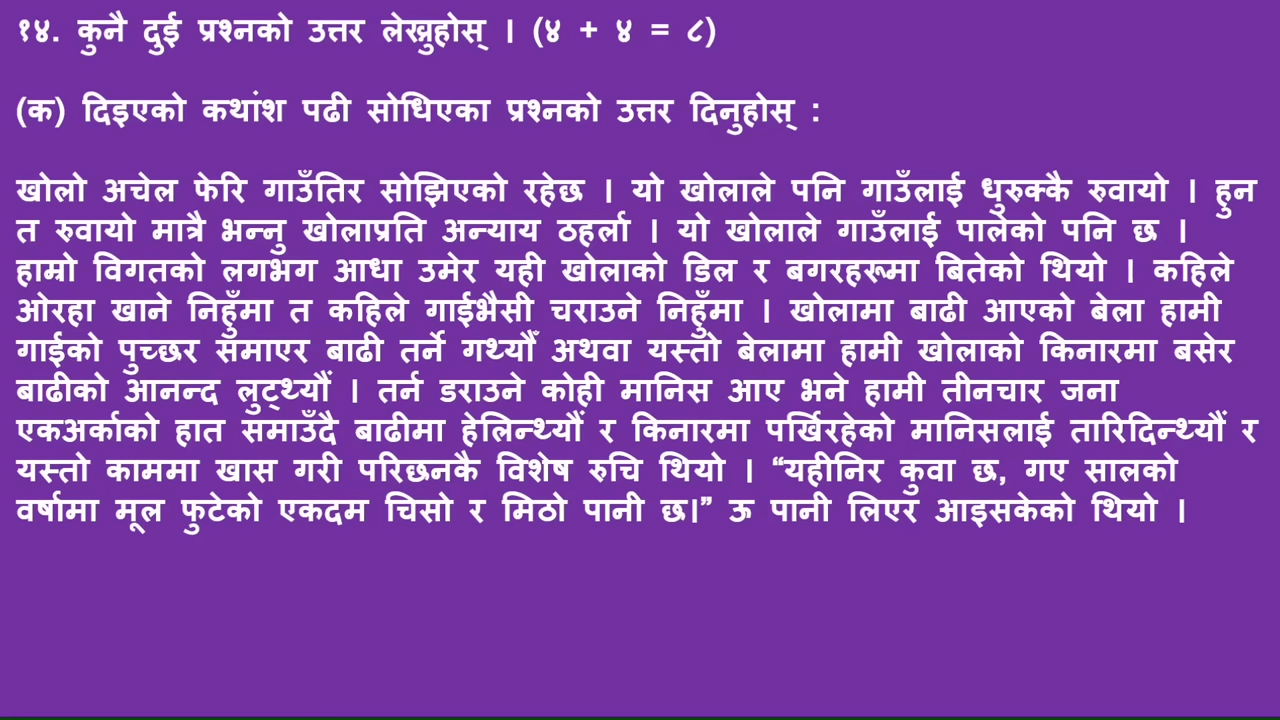 १४. कुनै दुई प्रश्नको उत्तर लेख्नुहोस् । (४ + ४ = ८)
(क) दिइएको कथांश पढी सोधिएका प्रश्नको उत्तर दिनुहोस् :
खोलो अचेल फेरि गाउँतिर सोझिएको रहेछ । यो खोलाले पनि गाउँलाई धुरुक्कै रुवायो । हुन
त रुवायो मात्रै भन्नु खोलाप्रति अन्याय ठहर्ला । यो खोलाले गाउँलाई पालेको पनि छ ।
हाम्रो विगतको लगभग आधा उमेर यही खोलाको डिल र बगरहरूमा बितेको थियो । कहिले
ओरहा खाने निहुँमा त कहिले गाईभैसी चराउने निहुँमा । खोलामा बाढी आएको बेला हामी
गाईको पुच्छर समाएर बाढी तर्ने गर्थ्यौँ अथवा यस्तो बेलामा हामी खोलाको किनारमा बसेर
बाढीको आनन्द लुट्थ्यौं । तर्न डराउने कोही मानिस आए भने हामी तीनचार जना
एकअर्काको हात समाउँदै बाढीमा हेलिन्थ्यौं र किनारमा पर्खिरहेको मानिसलाई तारिदिन्थ्यौं र
यस्तो काममा खास गरी परिछनकै विशेष रुचि थियो । “यहीनिर कुवा छ, गए सालको
वर्षामा मूल फुटेको एकदम चिसो र मिठो पानी छ।” ऊ पानी लिएर आइसकेको थियो ।